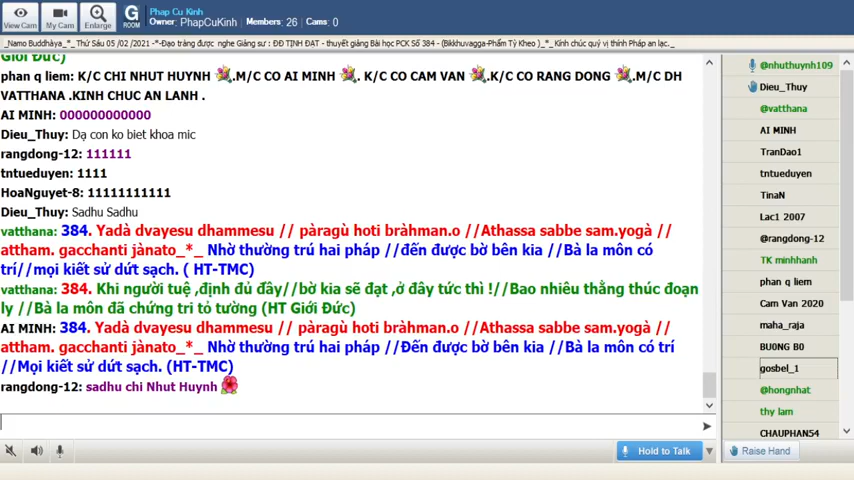 View Cam
My Cam
Enlarge
G
ROOM
Phap Cu Kinh
Owner: PhapCuKinh , Members: 26 Cams: 0
_Namo Buddhàya_*_ Thứ Sáu 05 /02 /2021 -*-Đạo tràng được nghe Giảng sư : ĐĐ TỊNH ĐẠT - thuyết giảng Bài học PCK Số 384 - (Bikkhuvagga-Phẩm Tỳ Kheo )_*_ Kính chúc quý vị thính Pháp an lạc._
Giới Đức)
phan q liem: K/C CHI NHUT HUYNH .M/C CO AI MINH . K/C CO CAM VAN .K/C CO RANG DONG .M/C DH
VATTHANA .KINH CHUC AN LANH .
AI MINH: 000000000000
Dieu_Thuy: Dạ con ko biet khoa mic
rangdong-12: 111111
tntueduyen: 1111
HoaNguyet-8: 11111111111
Dieu_Thuy: Sadhu Sadhu
vatthana: 384. Yadà dvayesu dhammesu // pàragù hoti bràhman.o //Athassa sabbe sam.yogà //
attham. gacchanti jànato_*_ Nhờ thường trú hai pháp //đến được bờ bên kia //Bà la môn có
trí//mọi kiết sử dứt sạch. ( HT-TMC)
vatthana: 384. Khi người tuệ ,định đủ đầy//bờ kia sẽ đạt ,ở đây tức thì !//Bao nhiêu thằng thúc đoạn
ly //Bà la môn đã chứng tri tỏ tường (HT Giới Đức)
AI MINH: 384. Yadà dvayesu dhammesu // pàragù hoti bràhman.o //Athassa sabbe sam.yogà //
attham. gacchanti jànato_*_ Nhờ thường trú hai pháp //Đến được bờ bên kia //Bà la môn có trí
//Mọi kiết sử dứt sạch. (HT-TMC)
rangdong-12: sadhu chi Nhut Huynh
@nhuthuynh109
Dieu_Thuy
@vatthana
AI MINH
TranDao1
tntueduyen
TinaN
Lac1 2007
@rangdong-12
TK minhhanh
phan q liem
Cam Van 2020
maha_raja
BUONG BO
gosbel_1
@hongnhat
thy lam
CHAUPHAN54
Hold to Talk
Raise Hand